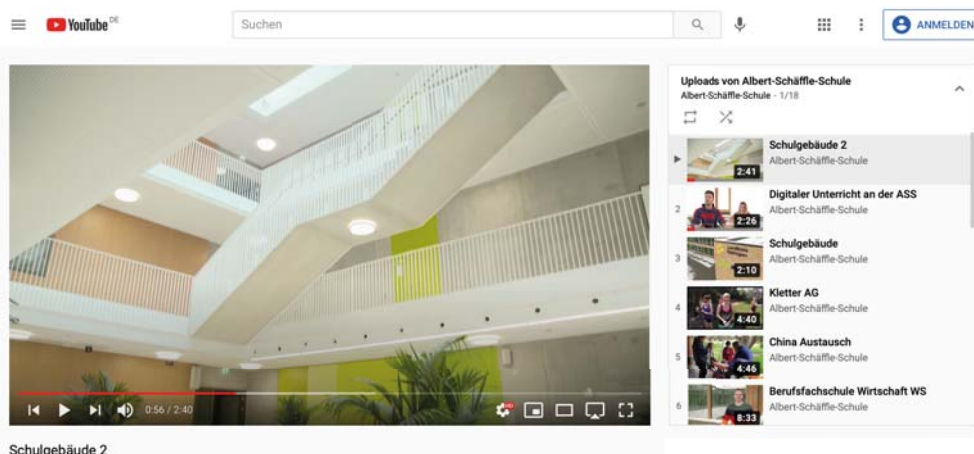 YouTube DE
Suchen
ANMELDEN
Uploads von Albert-Schäffle-Schule
Albert-Schäffle-Schule - 1/18
Schulgebäude 2
Albert-Schäffle-Schule
2:41
2
Digitaler Unterricht an der ASS
Albert-Schäffle-Schule
2:26
3
Schulgebäude
Albert-Schäffle-Schule
2:10
4
Kletter AG
Albert-Schäffle-Schule
4:40
5
China Austausch
Albert-Schäffle-Schule
4:46
6
Berufsfachschule Wirtschaft WS
Albert-Schäffle-Schule
8:33
0:56 / 2:40
Schulgebäude 2